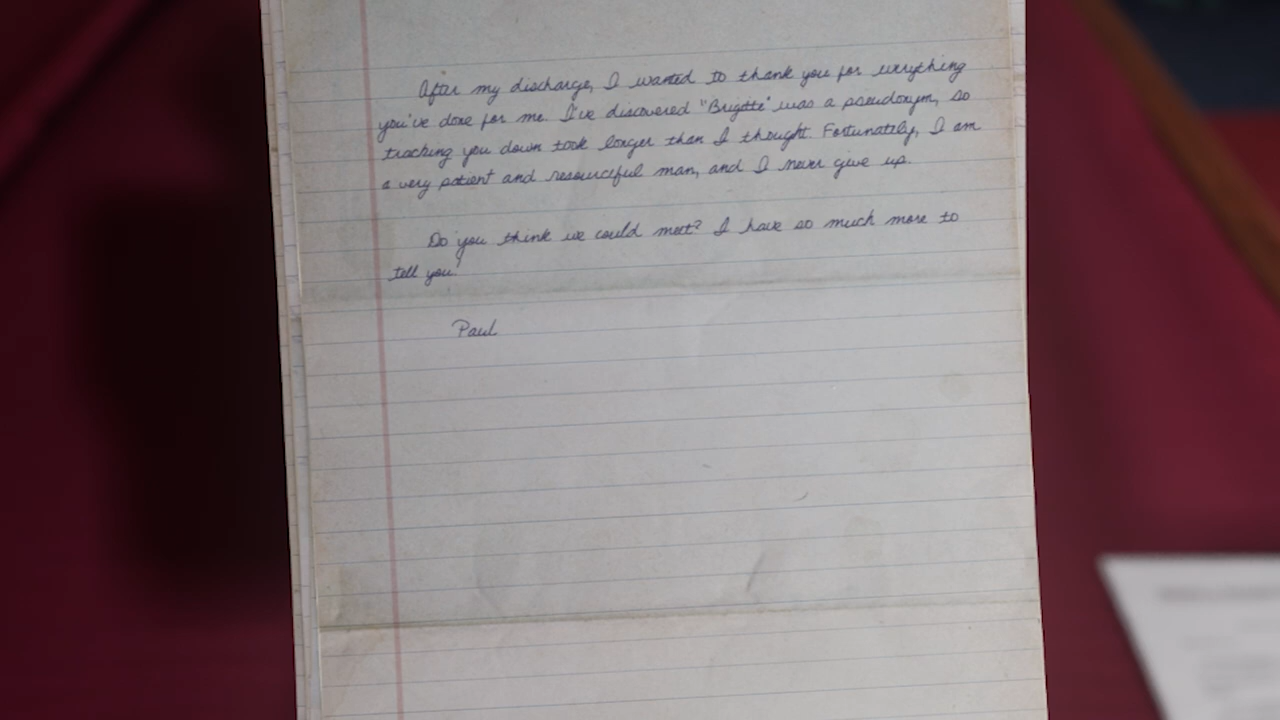 After my discharge, I wanted to thank you for everything
you've done for me. I've discovered "Brigitte" was a pseudonym, so
tracking you down took longer than I thought. Fortunately, I am
a very patient and resourceful man, and I never give up.
Do you think we could meet? I have so much more to
tell you!
Paul